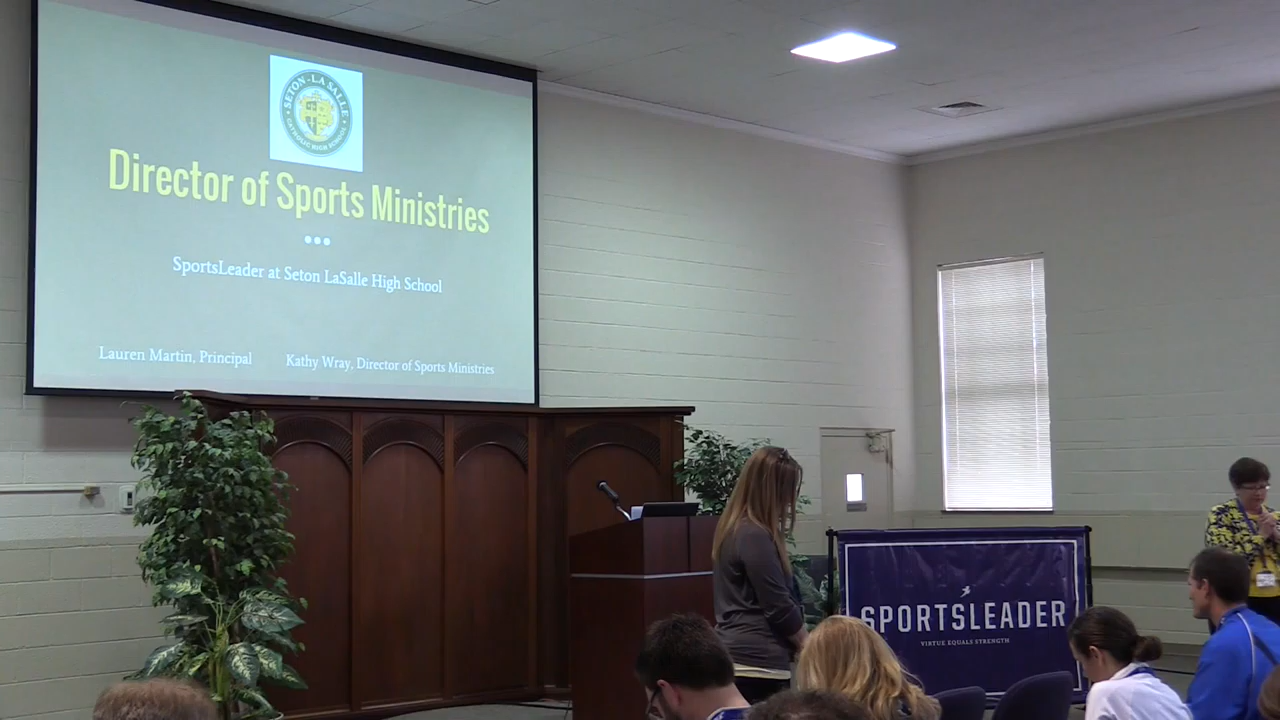 SETON-LA SALLE
CATHOLIC HIGH SCHOOL
Director of Sports Ministries
SportsLeader at Seton LaSalle High School
Lauren Martin, Principal
Kathy Wray, Director of Sports Ministries
SPORTSLEADER
VIRTUE EQUALS STRENGTH